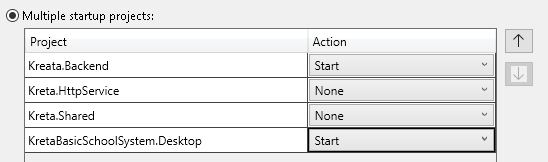 Multiple startup projects:
Project Action
Kreata.Backend Start
Kreta.HttpService None
Kreta.Shared None
KretaBasicSchoolSystem.Desktop Start